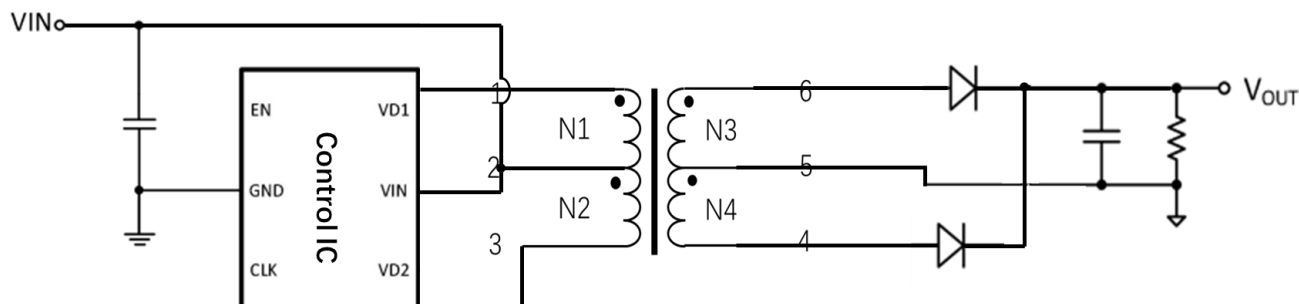 VIN
1
6
VOUT
EN
VD1
N1
N3
Control IC
2
5
GND
VIN
N2
N4
3
4
CLK
VD2